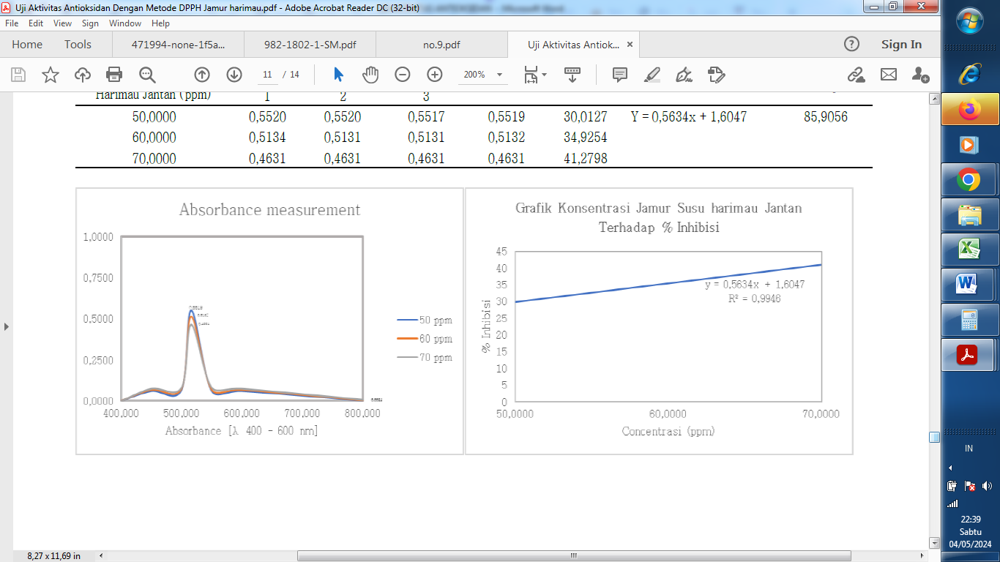 Uji Aktivitas Antioksidan Dengan Metode DPPH Jamur harimau.pdf - Adobe Acrobat Reader DC (32-bit)
File Edit View Sign Window Help
Home Tools 471994-none-1f5a... 982-1802-1-SM.pdf no.9.pdf Uji Aktivitas Antiok... × ? Sign In
11 / 14 200%
Harimau Jantan (ppm) 1 2 3
50,0000 0,5520 0,5520 0,5517 0,5519 30,0127 Y = 0,5634x + 1,6047 85,9056
60,0000 0,5134 0,5131 0,5131 0,5132 34,9254
70,0000 0,4631 0,4631 0,4631 0,4631 41,2798
Absorbance measurement
1,0000
0,7500
0,5000
0,2500
0,0000
400,000 500,000 600,000 700,000 800,000
Absorbance [λ 400 - 600 nm]
50 ppm
60 ppm
70 ppm
Grafik Konsentrasi Jamur Susu harimau Jantan
Terhadap % Inhibisi
% Inhibisi
45
40
35
30
25
20
15
10
5
0
y = 0,5634x + 1,6047
R² = 0,9946
50,0000 60,0000 70,0000
Concentrasi (ppm)
8,27 x 11,69 in
IN
22:39
Sabtu
04/05/2024